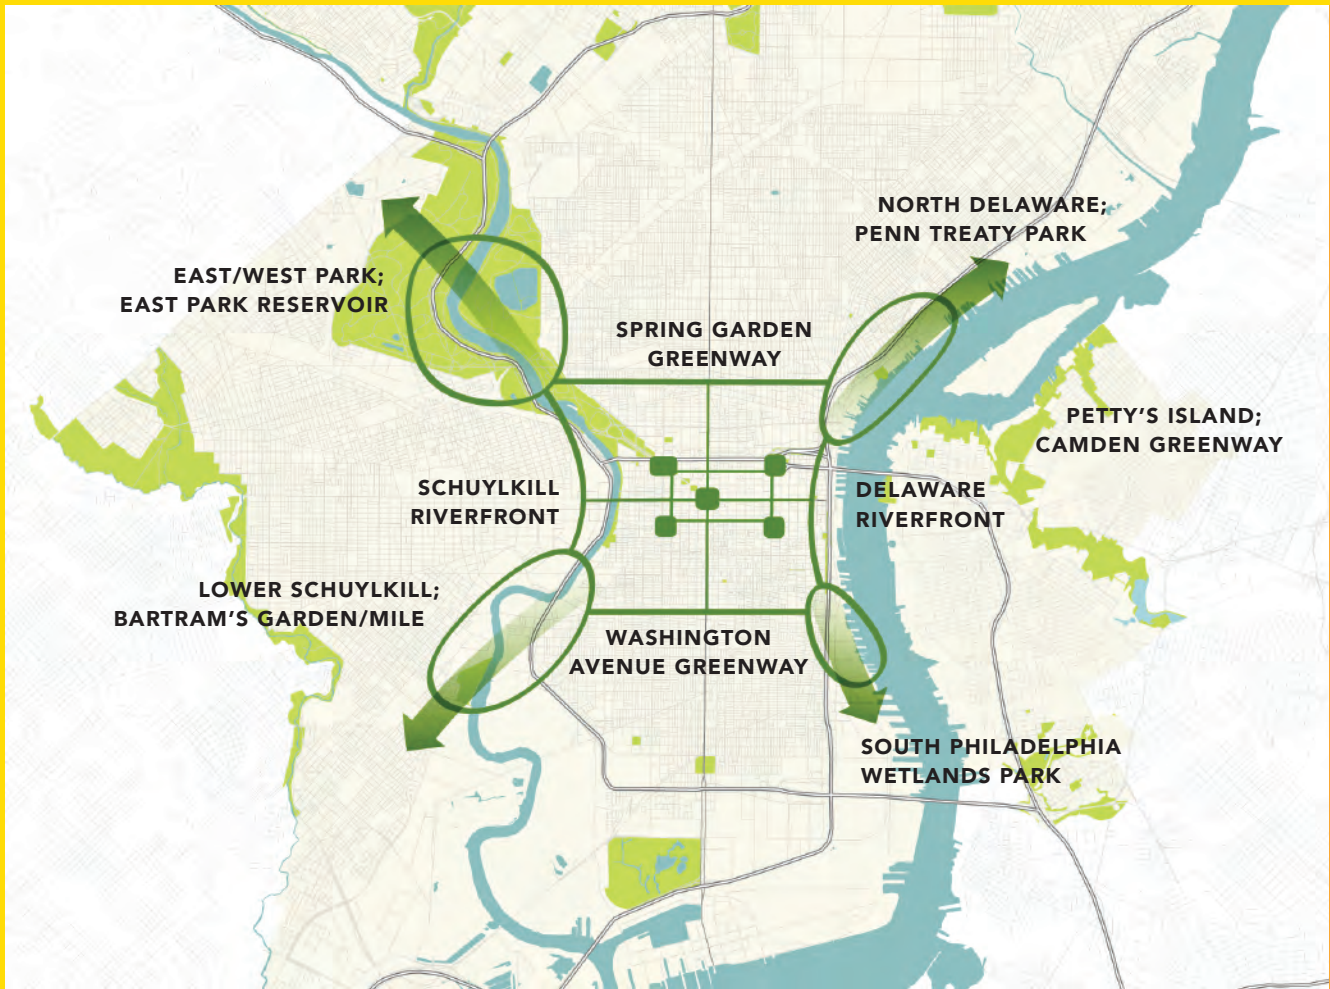 NORTH DELAWARE;
PENN TREATY PARK
EAST/WEST PARK;
EAST PARK RESERVOIR
SPRING GARDEN
GREENWAY
PETTY'S ISLAND;
CAMDEN GREENWAY
SCHUYLKILL
RIVERFRONT
DELAWARE
RIVERFRONT
LOWER SCHUYLKILL;
BARTRAM'S GARDEN/MILE
WASHINGTON
AVENUE GREENWAY
SOUTH PHILADELPHIA
WETLANDS PARK